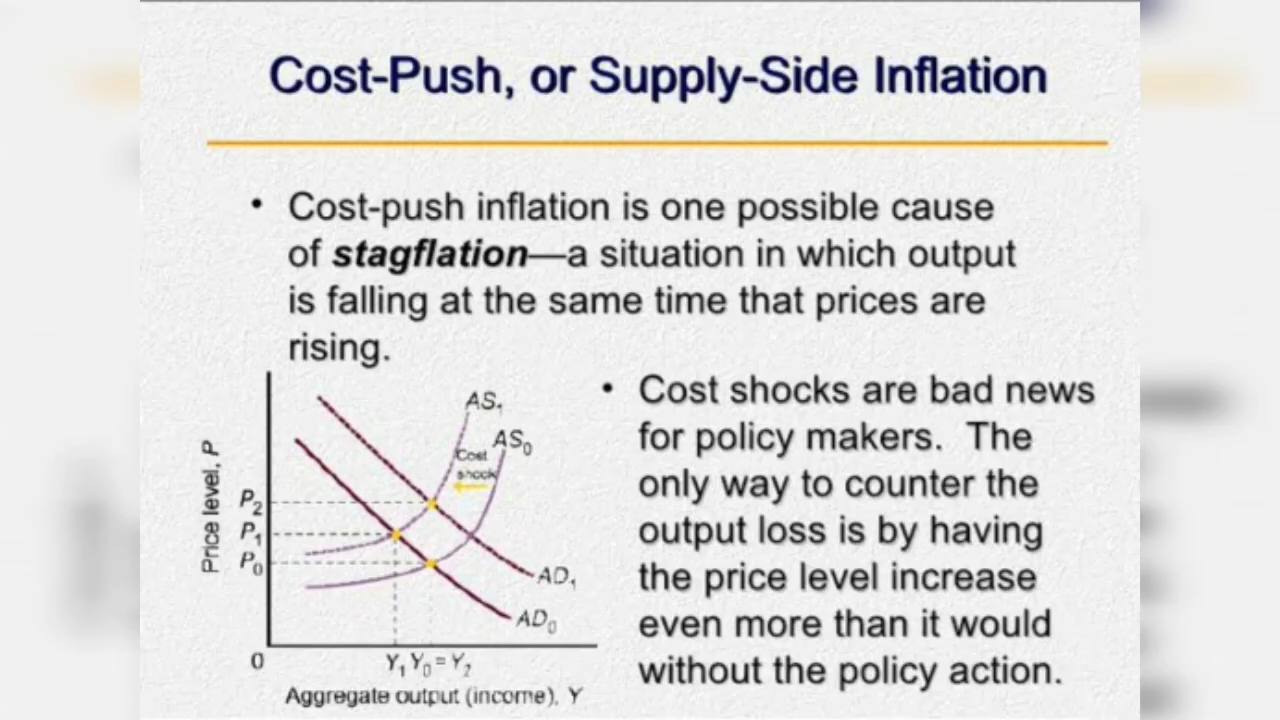 Cost-Push, or Supply-Side Inflation
• Cost-push inflation is one possible cause
of stagflation—a situation in which output
is falling at the same time that prices are
rising.
• Cost shocks are bad news
for policy makers. The
only way to counter the
output loss is by having
the price level increase
even more than it would
without the policy action.
Price level, P
AS₁
AS₀
Cost
shock
P₂
P₁
P₀
AD₁
AD₀
0
Y₁ Y₀ = Y₂
Aggregate output (income), Y